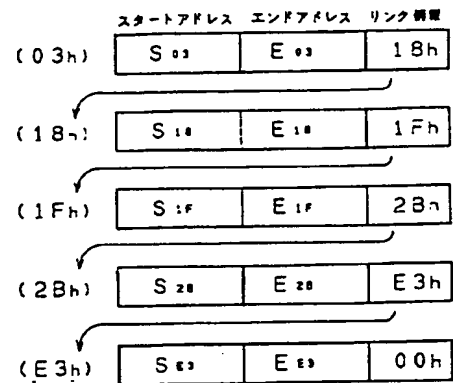 スタートアドレス エンドアドレス リンク情報
(03h) S03 E03 18h
(18h) S18 E18 1Fh
(1Fh) S1F E1F 2Bh
(2Bh) S2B E2B E3h
(E3h) SE3 EE3 00h